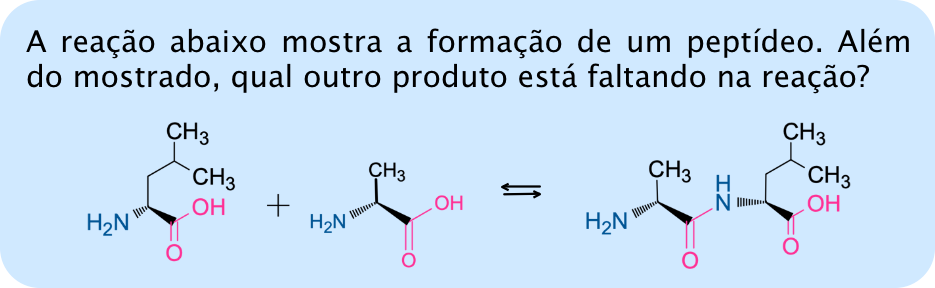 A reação abaixo mostra a formação de um peptídeo. Além
do mostrado, qual outro produto está faltando na reação?
CH3
CH3
H2N
OH
O
+
CH3
H2N
OH
O
⇌
CH3
H2N
O
H
N
CH3
CH3
OH
O